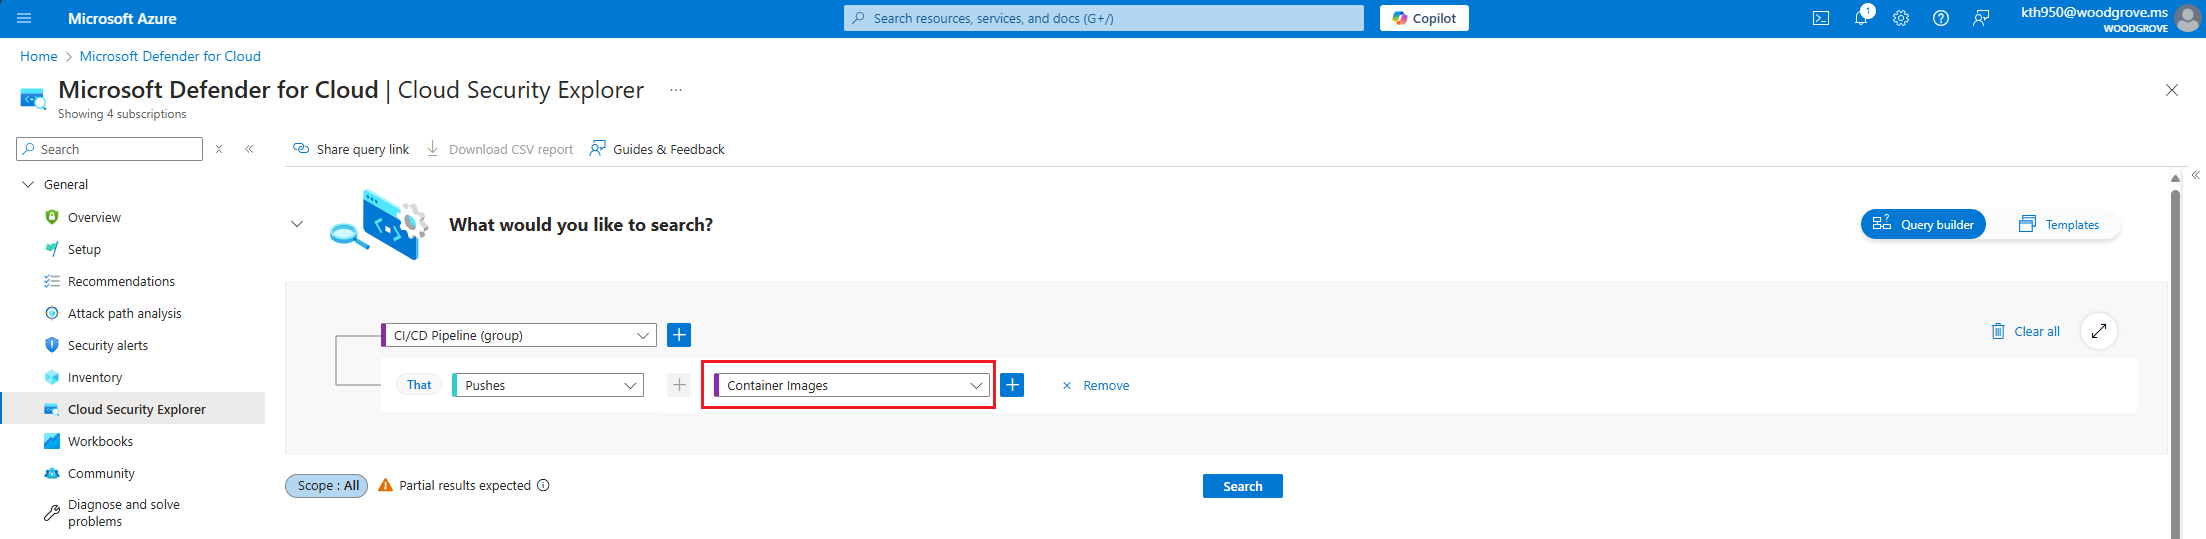 Microsoft Azure
Search resources, services, and docs (G+/)
Copilot
1
kth950@woodgrove.ms
WOODGROVE
Home > Microsoft Defender for Cloud
Microsoft Defender for Cloud | Cloud Security Explorer ...
Showing 4 subscriptions
Search
Share query link
Download CSV report
Guides & Feedback
General
Overview
Setup
Recommendations
Attack path analysis
Security alerts
Inventory
Cloud Security Explorer
Workbooks
Community
Diagnose and solve
problems
What would you like to search?
Query builder
Templates
CI/CD Pipeline (group)
Clear all
That
Pushes
Container Images
Remove
Scope : All
Partial results expected
Search